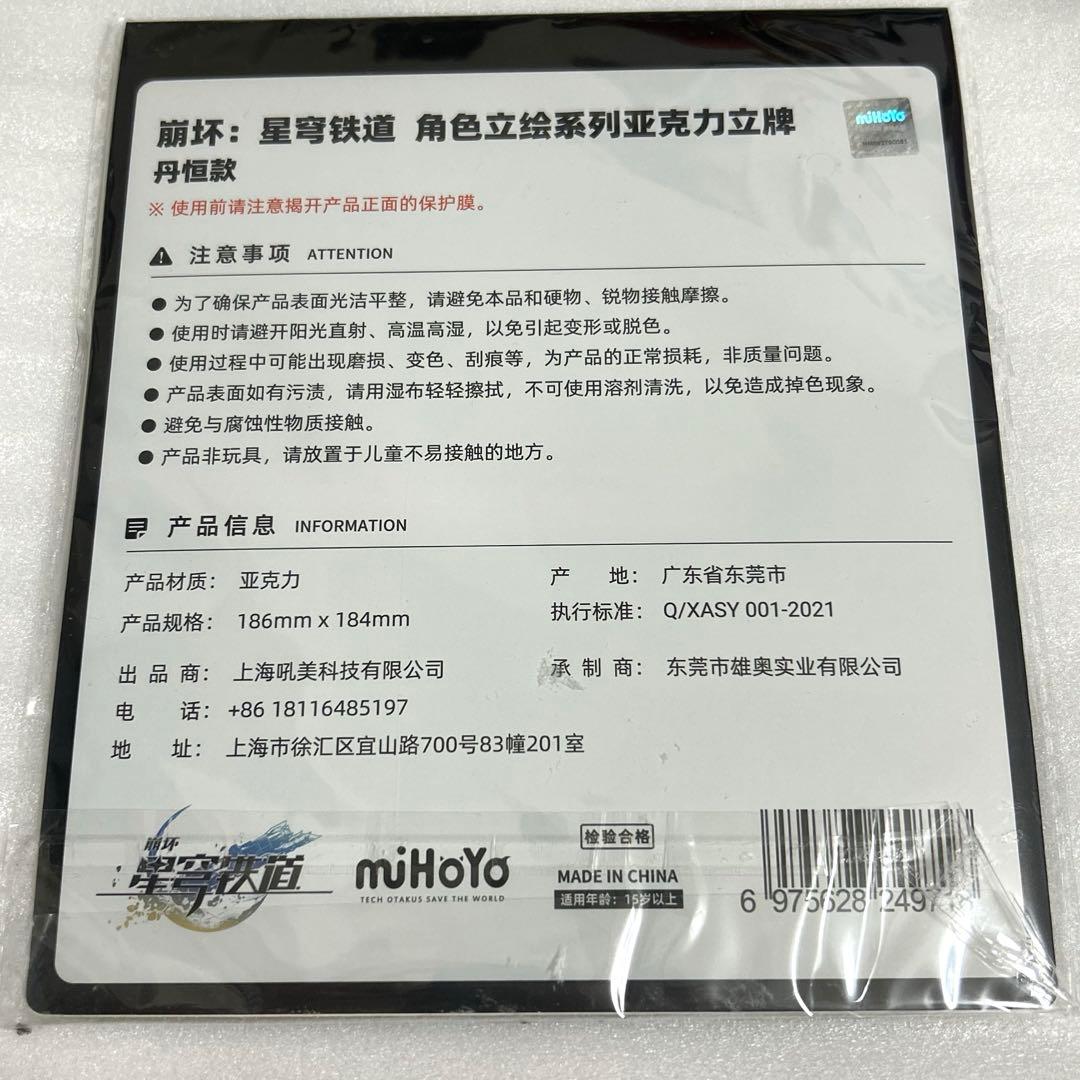 崩坏：星穹铁道 角色立绘系列亚克力立牌
miHoYo
丹恒款
※ 使用前请注意揭开产品正面的保护膜。
注意事项 ATTENTION
● 为了确保产品表面光洁平整，请避免本品和硬物、锐物接触摩擦。
● 使用时请避开阳光直射、高温高湿，以免引起变形或脱色。
● 使用过程中可能出现磨损、变色、刮痕等，为产品的正常损耗，非质量问题。
● 产品表面如有污渍，请用湿布轻轻擦拭，不可使用溶剂清洗，以免造成掉色现象。
● 避免与腐蚀性物质接触。
● 产品非玩具，请放置于儿童不易接触的地方。
产品信息 INFORMATION
产品材质： 亚克力 产 地： 广东省东莞市
产品规格： 186mm x 184mm 执行标准： Q/XASY 001-2021
出 品 商： 上海吼美科技有限公司 承 制 商： 东莞市雄奥实业有限公司
电 话： +86 18116485197
地 址： 上海市徐汇区宜山路700号83幢201室
崩坏
星穹铁道
miHoYo
TECH OTAKUS SAVE THE WORLD
检验合格
MADE IN CHINA
适用年龄：15岁以上
6 975628